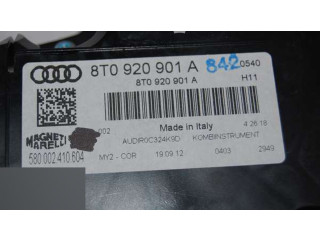 8T0 920 901 A 842 0540
8T0 920 901 A H11
002 Made in Italy 4.26.18
MAGNETI AUDIR0C324K9D KOMBIINSTRUMENT
MARELLI
580.002.410.604 MY2 - COR 19.09.12 0403 2949